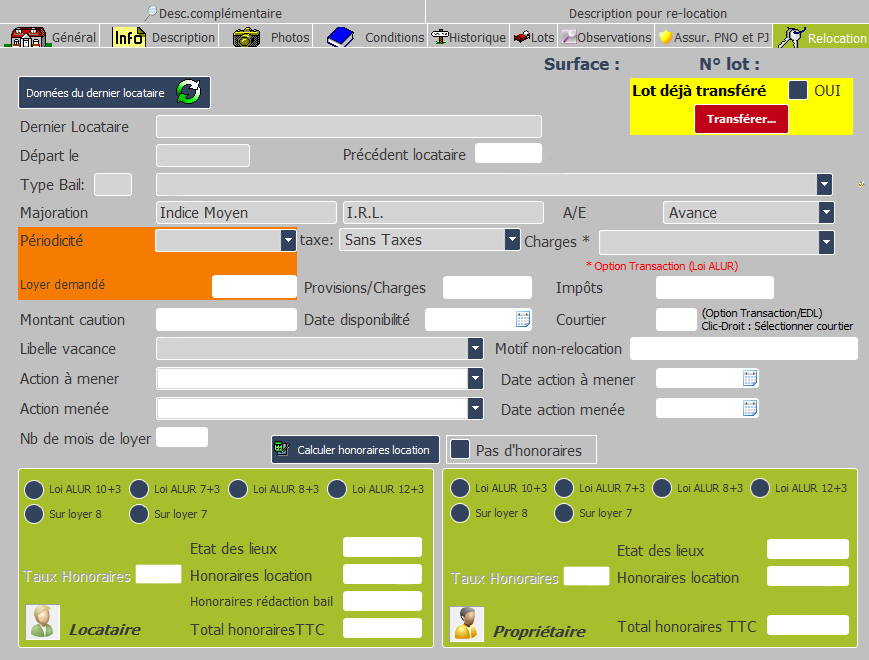 Desc.complémentaire Description pour re-location
Général Description Photos Conditions Historique Lots Observations Assur. PNO et PJ Relocation
Surface : N° lot :
Données du dernier locataire
Lot déjà transféré OUI
Transférer...
Dernier Locataire
Départ le Précédent locataire
Type Bail:
Majoration Indice Moyen I.R.L. A/E Avance
Périodicité taxe: Sans Taxes Charges *
* Option Transaction (Loi ALUR)
Loyer demandé Provisions/Charges Impôts
Montant caution Date disponibilité Courtier (Option Transaction/EDL)
Clic-Droit : Sélectionner courtier
Libelle vacance Motif non-relocation
Action à mener Date action à mener
Action menée Date action menée
Nb de mois de loyer
Calculer honoraires location Pas d'honoraires
Loi ALUR 10+3 Loi ALUR 7+3 Loi ALUR 8+3 Loi ALUR 12+3
Sur loyer 8 Sur loyer 7
Etat des lieux
Taux Honoraires Honoraires location
Honoraires rédaction bail
Locataire Total honorairesTTC
Loi ALUR 10+3 Loi ALUR 7+3 Loi ALUR 8+3 Loi ALUR 12+3
Sur loyer 8 Sur loyer 7
Etat des lieux
Taux Honoraires Honoraires location
Propriétaire Total honoraires TTC